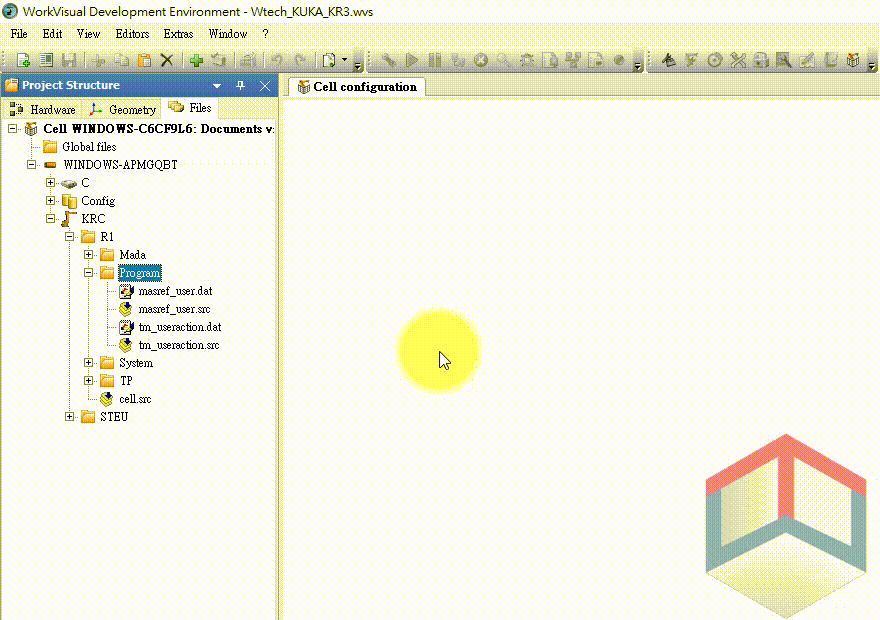 WorkVisual Development Environment - Wtech_KUKA_KR3.wvs
File Edit View Editors Extras Window ?
Project Structure
Cell configuration
Hardware Geometry Files
Cell WINDOWS-C6CF9L6: Documents v:
Global files
WINDOWS-APMGQBT
C
Config
KRC
R1
Mada
Program
masref_user.dat
masref_user.src
tm_useraction.dat
tm_useraction.src
System
TP
cell.src
STEU